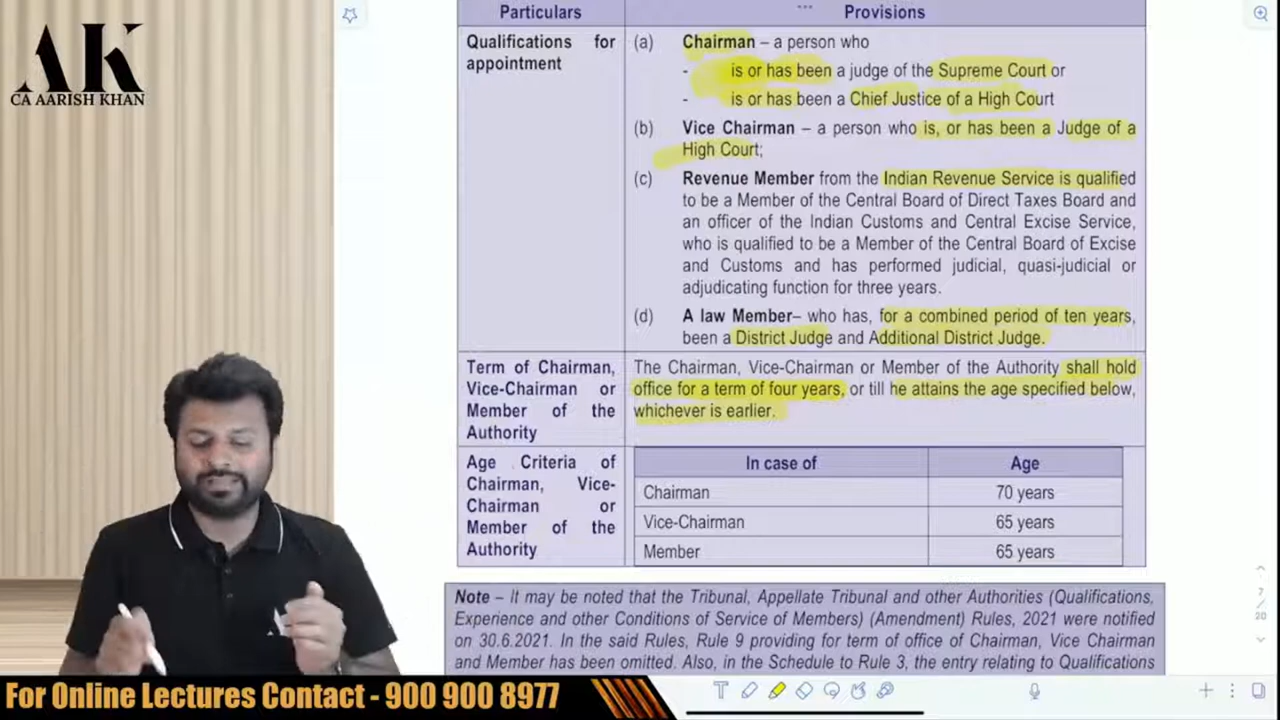 AK
CA AARISH KHAN
Particulars
Provisions
Qualifications for
appointment
(a) Chairman – a person who
- is or has been a judge of the Supreme Court or
- is or has been a Chief Justice of a High Court
(b) Vice Chairman – a person who is, or has been a Judge of a
High Court;
(c) Revenue Member from the Indian Revenue Service is qualified
to be a Member of the Central Board of Direct Taxes Board and
an officer of the Indian Customs and Central Excise Service,
who is qualified to be a Member of the Central Board of Excise
and Customs and has performed judicial, quasi-judicial or
adjudicating function for three years.
(d) A law Member– who has, for a combined period of ten years,
been a District Judge and Additional District Judge.
Term of Chairman,
Vice-Chairman or
Member of the
Authority
The Chairman, Vice-Chairman or Member of the Authority shall hold
office for a term of four years, or till he attains the age specified below,
whichever is earlier.
Age Criteria of
Chairman, Vice-
Chairman or
Member of the
Authority
In case of
Age
Chairman
70 years
Vice-Chairman
65 years
Member
65 years
Note – It may be noted that the Tribunal, Appellate Tribunal and other Authorities (Qualifications,
Experience and other Conditions of Service of Members) (Amendment) Rules, 2021 were notified
on 30.6.2021. In the said Rules, Rule 9 providing for term of office of Chairman, Vice Chairman
and Member has been omitted. Also, in the Schedule to Rule 3, the entry relating to Qualifications
7
/
20
For Online Lectures Contact - 900 900 8977